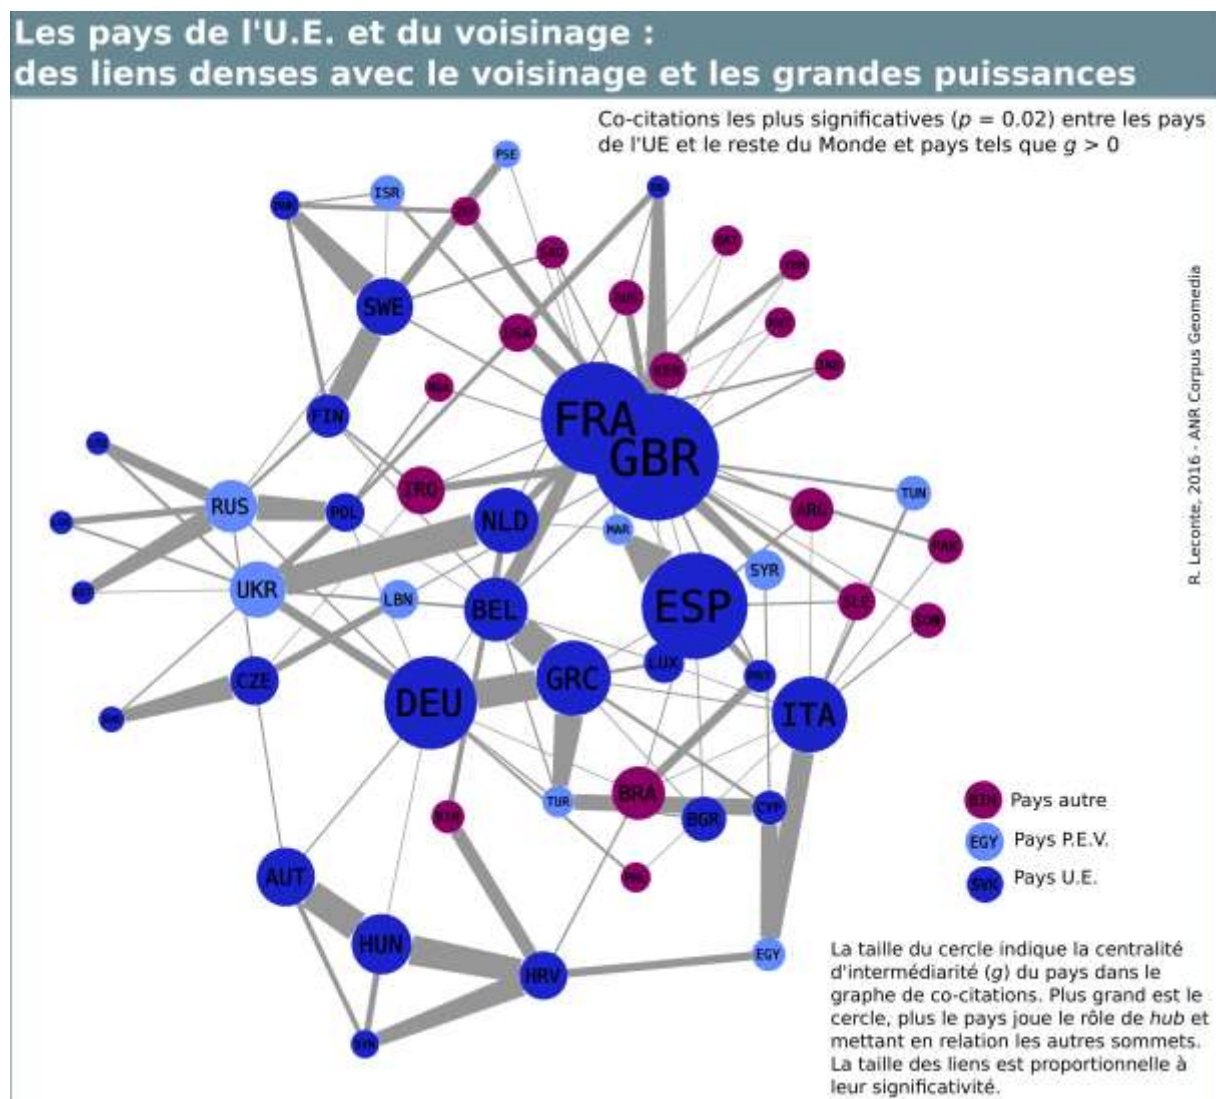 Les pays de l'U.E. et du voisinage :
des liens denses avec le voisinage et les grandes puissances
Co-citations les plus significatives (p = 0.02) entre les pays
de l'UE et le reste du Monde et pays tels que g > 0
PSE
ISR
SWE
USA
FIN
FRA
GBR
RUS
POL
IRQ
NLD
MAR
TUN
ARG
PAK
SYR
UKR
LBN
BEL
ESP
CZE
DEU
GRC
LUX
PRT
ITA
TUR
BRA
BGR
CYP
AUT
HUN
HRV
EGY
R. Leconte, 2016 - ANR Corpus Geomedia
BIH Pays autre
EGY Pays P.E.V.
SVK Pays U.E.
La taille du cercle indique la centralité
d'intermédiarité (g) du pays dans le
graphe de co-citations. Plus grand est le
cercle, plus le pays joue le rôle de hub et
mettant en relation les autres sommets.
La taille des liens est proportionnelle à
leur significativité.